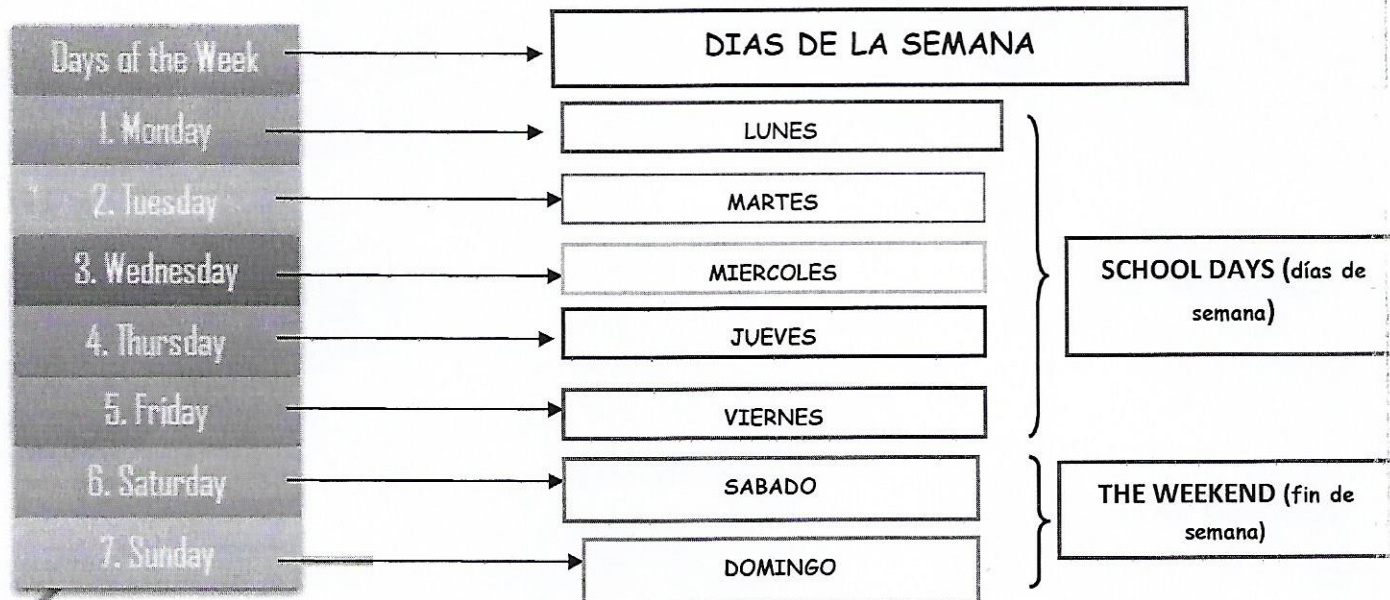 Days of the Week
DIAS DE LA SEMANA
1. Monday
LUNES
2. Tuesday
MARTES
3. Wednesday
MIERCOLES
4. Thursday
JUEVES
5. Friday
VIERNES
SCHOOL DAYS (días de
semana)
6. Saturday
SABADO
7. Sunday
DOMINGO
THE WEEKEND (fin de
semana)